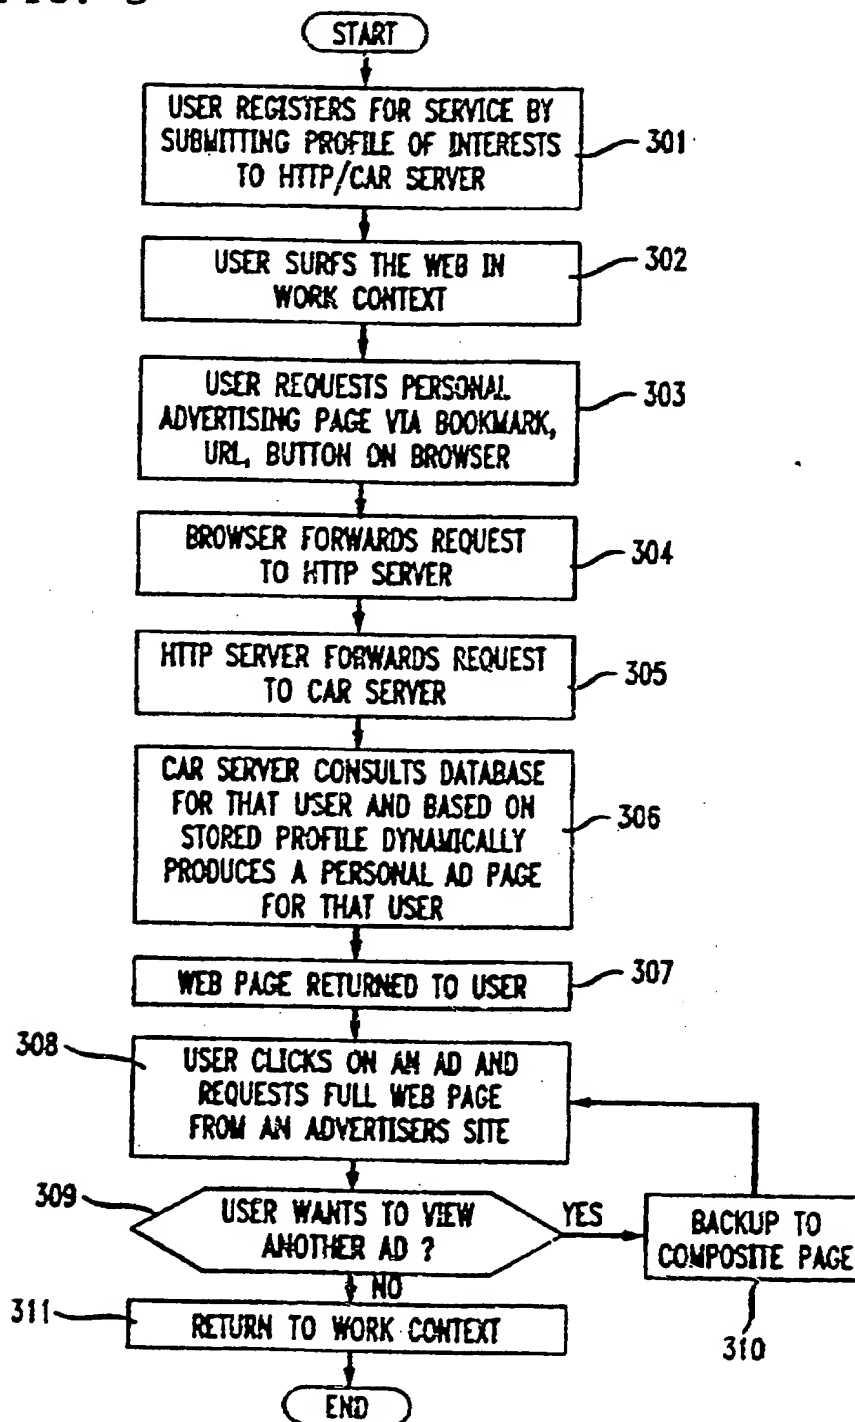 START
USER REGISTERS FOR SERVICE BY
SUBMITTING PROFILE OF INTERESTS
TO HTTP/CAR SERVER
301
USER SURFS THE WEB IN
WORK CONTEXT
302
USER REQUESTS PERSONAL
ADVERTISING PAGE VIA BOOKMARK,
URL, BUTTON ON BROWSER
303
BROWSER FORWARDS REQUEST
TO HTTP SERVER
304
HTTP SERVER FORWARDS REQUEST
TO CAR SERVER
305
CAR SERVER CONSULTS DATABASE
FOR THAT USER AND BASED ON
STORED PROFILE DYNAMICALLY
PRODUCES A PERSONAL AD PAGE
FOR THAT USER
306
WEB PAGE RETURNED TO USER
307
308
USER CLICKS ON AN AD AND
REQUESTS FULL WEB PAGE
FROM AN ADVERTISERS SITE
309
USER WANTS TO VIEW
ANOTHER AD ?
YES
BACKUP TO
COMPOSITE PAGE
310
NO
311
RETURN TO WORK CONTEXT
END